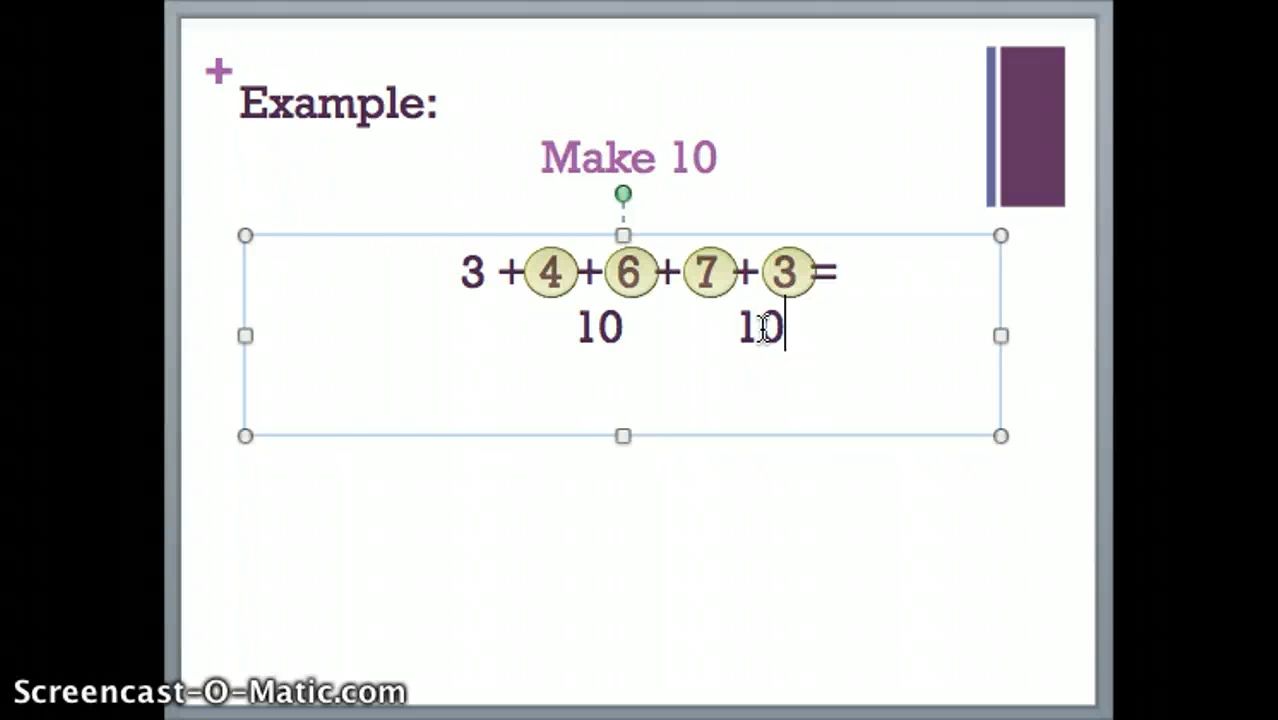 +
Example:
Make 10
3 + 4 + 6 + 7 + 3 =
10 10
Screencast-O-Matic.com